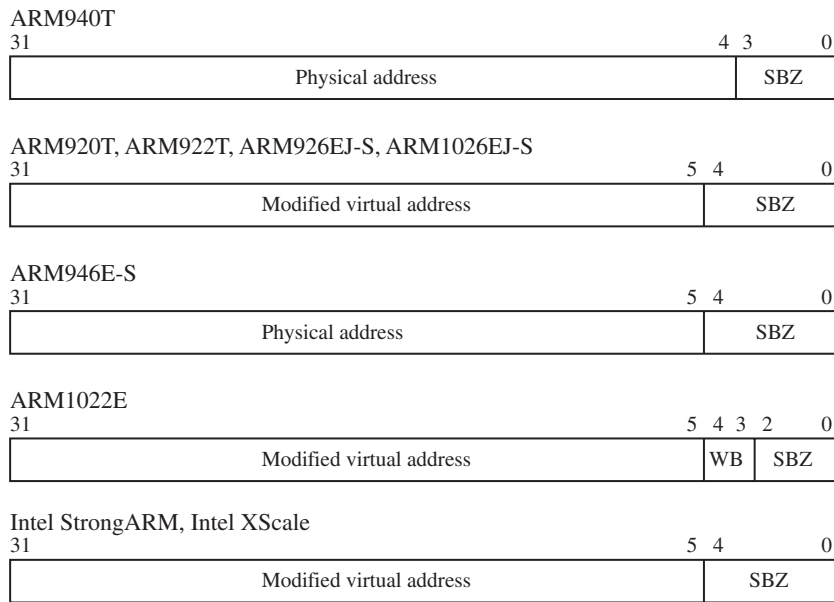 ARM940T
31 4 3 0
Physical address SBZ
ARM920T, ARM922T, ARM926EJ-S, ARM1026EJ-S
31 5 4 0
Modified virtual address SBZ
ARM946E-S
31 5 4 0
Physical address SBZ
ARM1022E
31 5 4 3 2 0
Modified virtual address WB SBZ
Intel StrongARM, Intel XScale
31 5 4 0
Modified virtual address SBZ